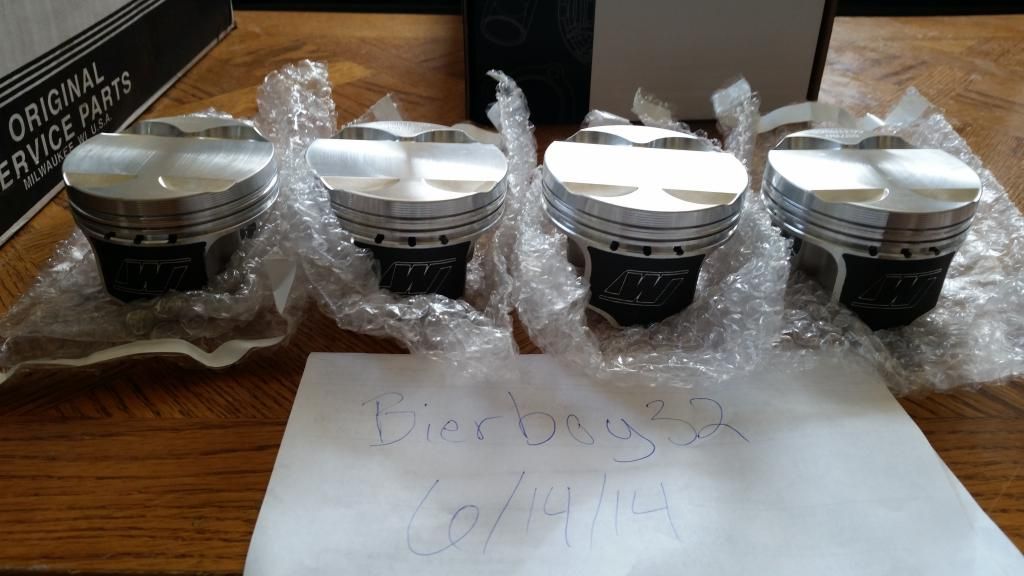 ORIGINAL
SERVICE PARTS
MILWAUKEE, WI, U.S.A.
W W W W
Bierboy32
6/14/14